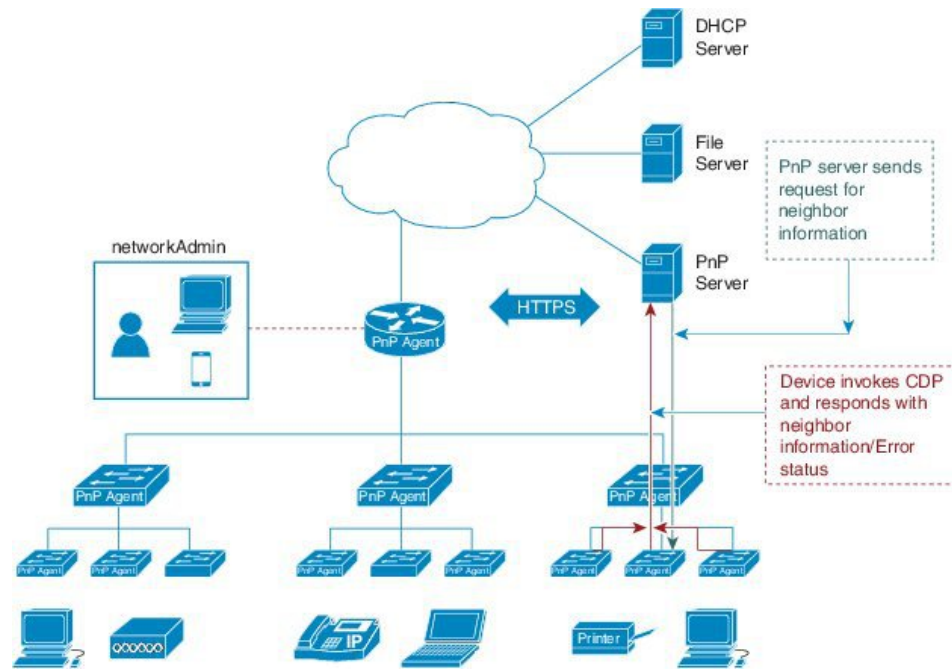 DHCP
Server
File
Server
PnP server sends
request for
neighbor
information
networkAdmin
PnP
Server
HTTPS
PnP Agent
Device invokes CDP
and responds with
neighbor
information/Error
status
PnP Agent
PnP Agent
PnP Agent
PnP Agent
PnP Agent
PnP Agent
PnP Agent
PnP Agent
PnP Agent
PnP Agent
IP
Printer